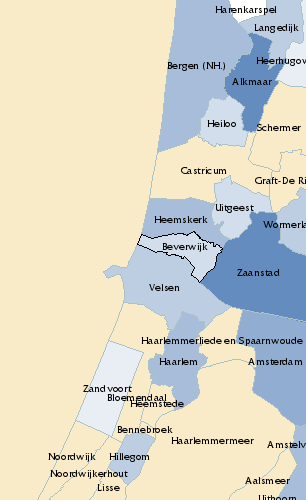 Harenkarspel
Langedijk
Bergen (NH.)
Heerhugov
Alkmaar
Heiloo
Schermer
Castricum
Graft-De Ri
Uitgeest
Heemskerk
Wormerla
Beverwijk
Zaanstad
Velsen
Haarlemmerliede en Spaarnwoude
Haarlem
Amsterdam
Zandvoort
Bloemendaal
Heemstede
Bennebroek
Haarlemmermeer
Amstelv
Noordwijk
Hillegom
Noordwijkerhout
Aalsmeer
Lisse
Uithoorn